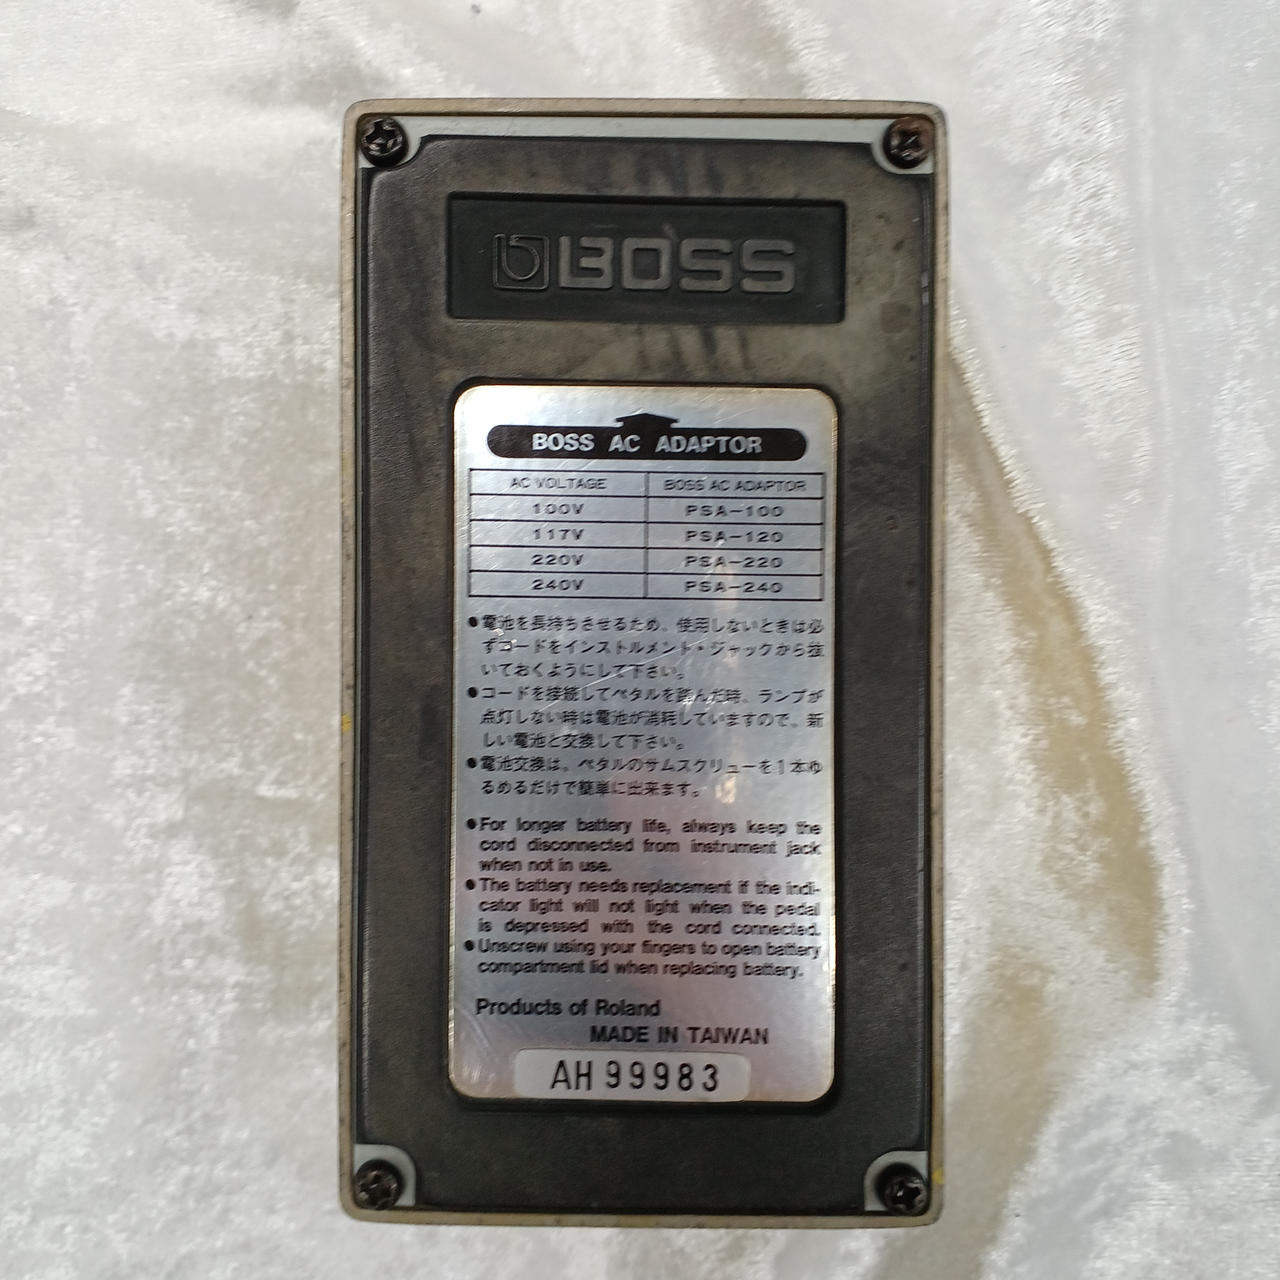 BOSS
BOSS AC ADAPTOR
AC VOLTAGE BOSS AC ADAPTOR
100V PSA-100
117V PSA-120
220V PSA-220
240V PSA-240
●電池を長持ちさせるため、使用しないときは必
ずコードをインストルメント・ジャックから抜
いておくようにして下さい。
●コードを接続してペタルを踏んだ時、ランプが
点灯しない時は電池が消耗していますので、新
しい電池と交換して下さい。
●電池交換は、ペタルのサムスクリューを1本ゆ
るめるだけで簡単に出来ます。
●For longer battery life, always keep the
cord disconnected from instrument jack
when not in use.
●The battery needs replacement if the indi-
cator light will not light when the pedal
is depressed with the cord connected.
●Unscrew using your fingers to open battery
compartment lid when replacing battery.
Products of Roland
MADE IN TAIWAN
AH99983